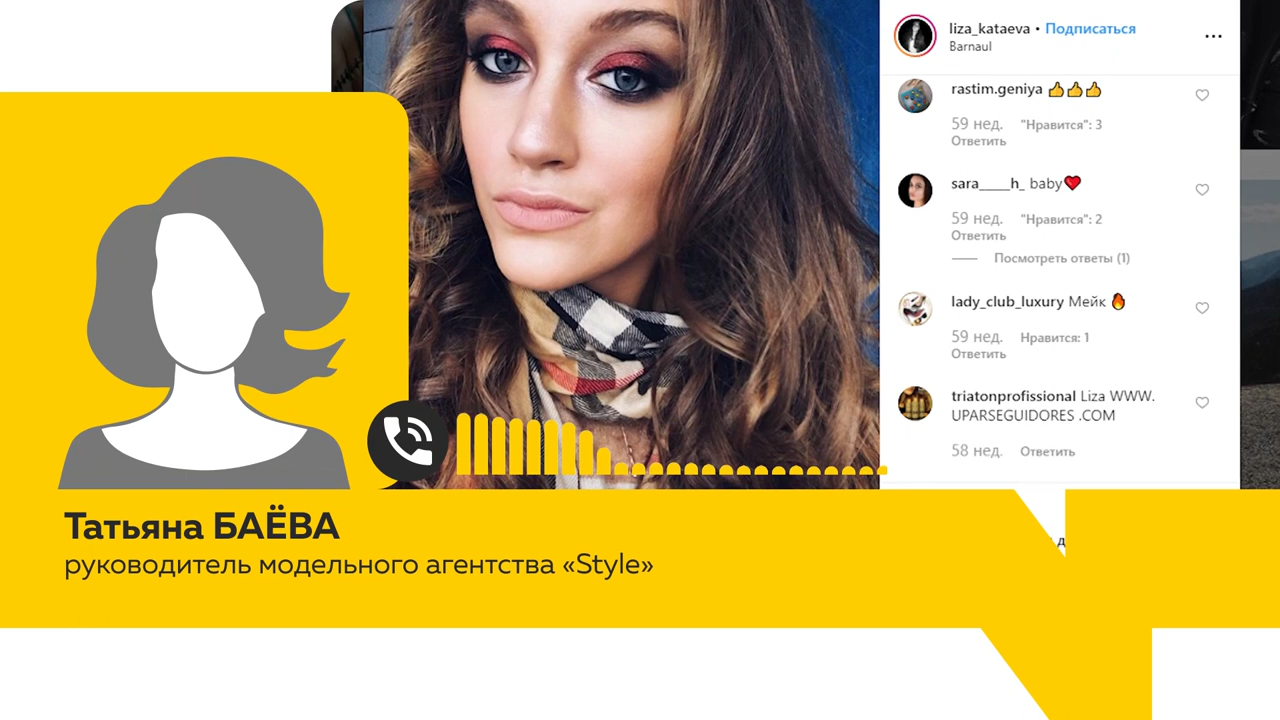 liza_kataeva • Подписаться
Barnaul
rastim.geniya 👍👍👍
59 нед. "Нравится": 3
Ответить
sara____h_ baby❤️
59 нед. "Нравится": 2
Ответить
Посмотреть ответы (1)
lady_club_luxury Мейк 🔥
59 нед. Нравится: 1
Ответить
triatonprofissional Liza WWW.
UPARSEGUIDORES .COM
58 нед. Ответить
Татьяна БАЁВА
руководитель модельного агентства «Style»